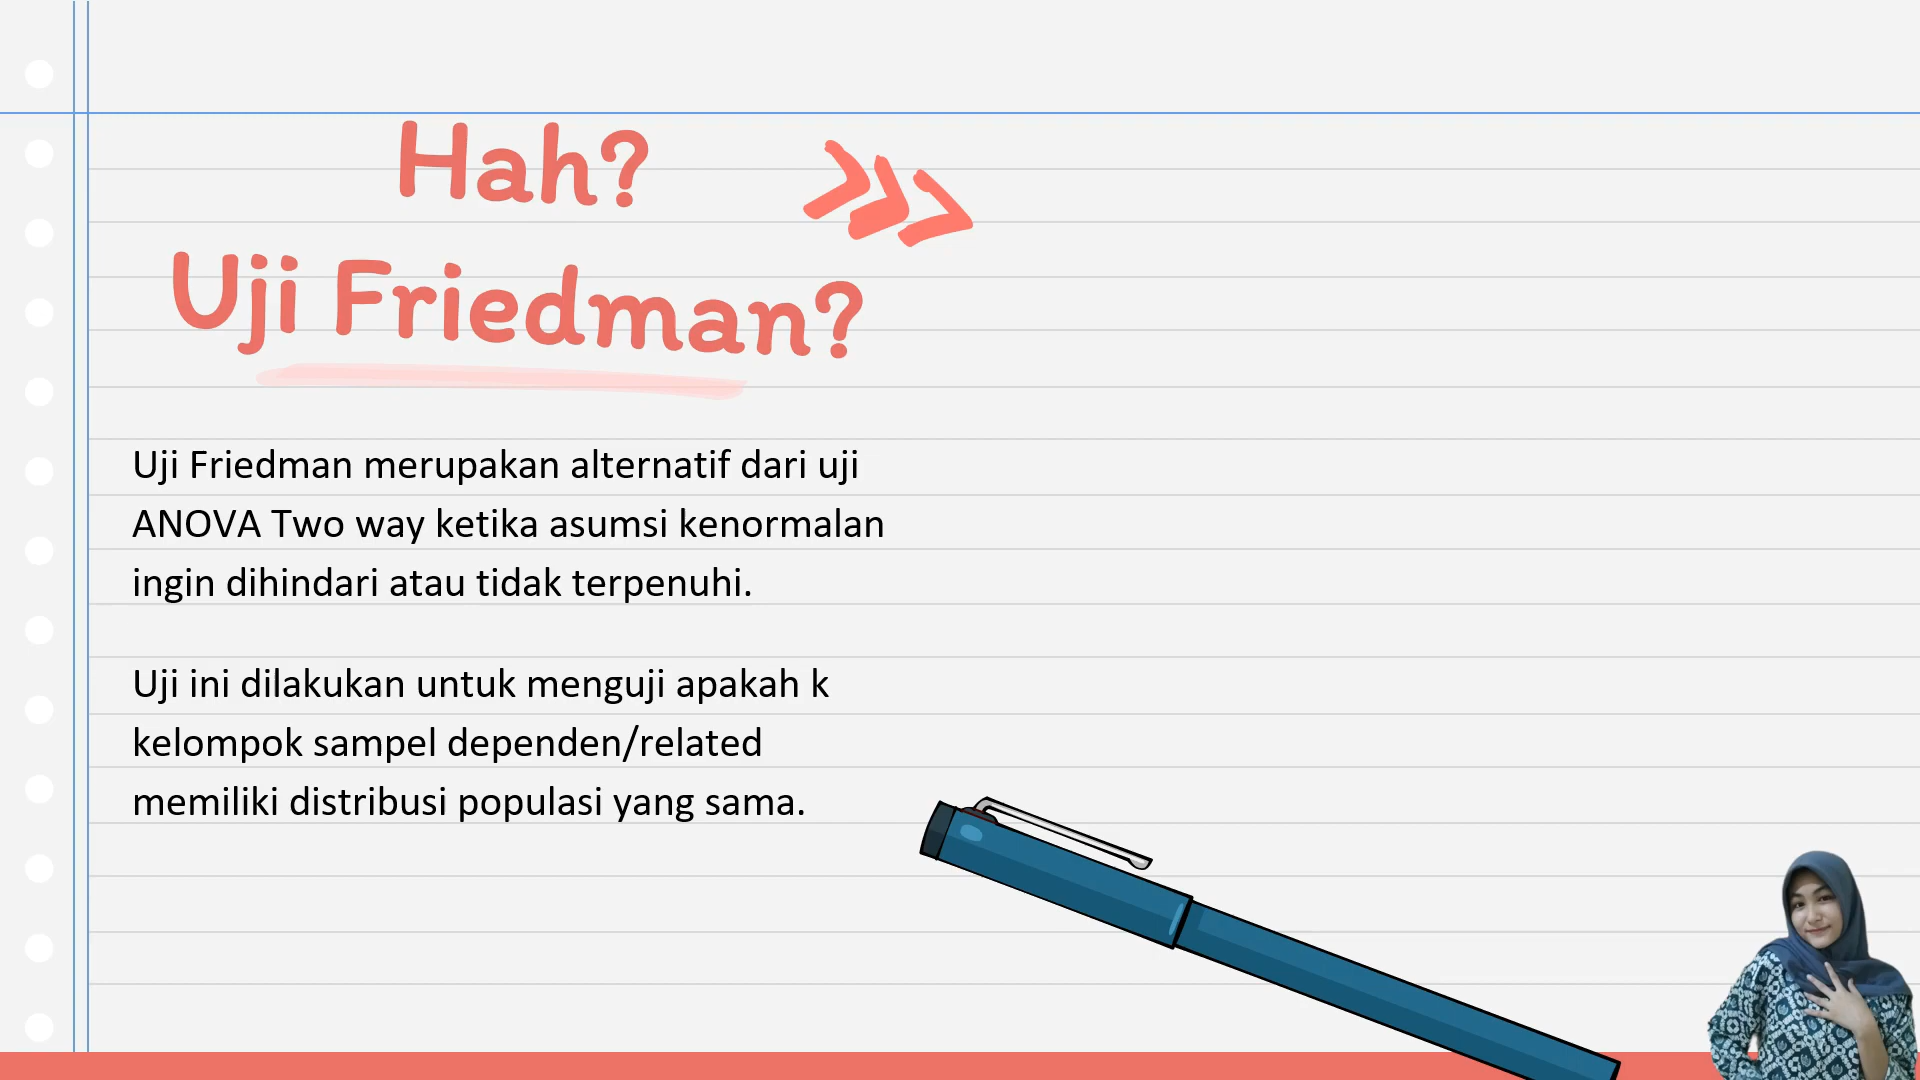 Hah?
Uji Friedman?
Uji Friedman merupakan alternatif dari uji
ANOVA Two way ketika asumsi kenormalan
ingin dihindari atau tidak terpenuhi.
Uji ini dilakukan untuk menguji apakah k
kelompok sampel dependen/related
memiliki distribusi populasi yang sama.